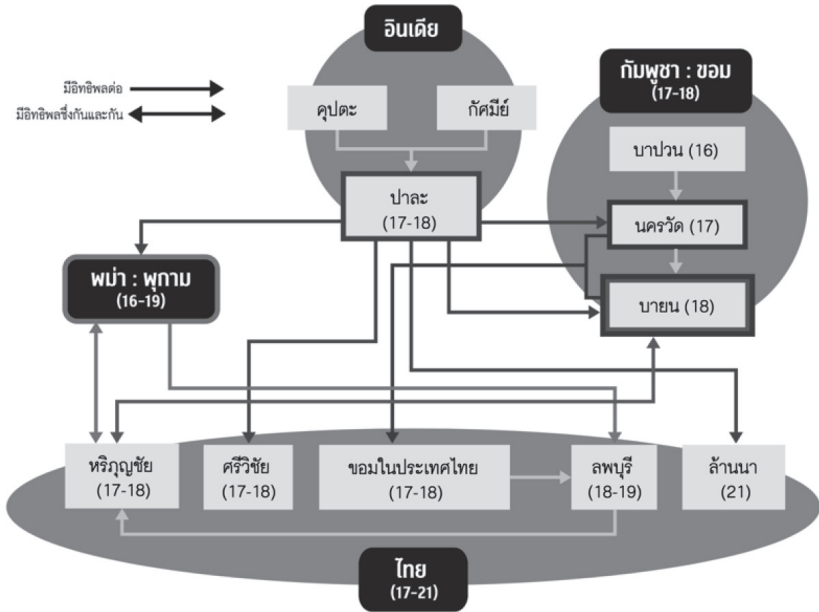 อินเดีย
มีอิทธิพลต่อ
มีอิทธิพลซึ่งกันและกัน
คุปตะ
กัศมีย์
กัมพูชา : ขอม
(17-18)
บาปวน (16)
ปาละ
(17-18)
นครวัด (17)
พม่า : พุกาม
(16-19)
บายน (18)
หริภุญชัย
(17-18)
ศรีวิชัย
(17-18)
ขอมในประเทศไทย
(17-18)
ลพบุรี
(18-19)
ล้านนา
(21)
ไทย
(17-21)